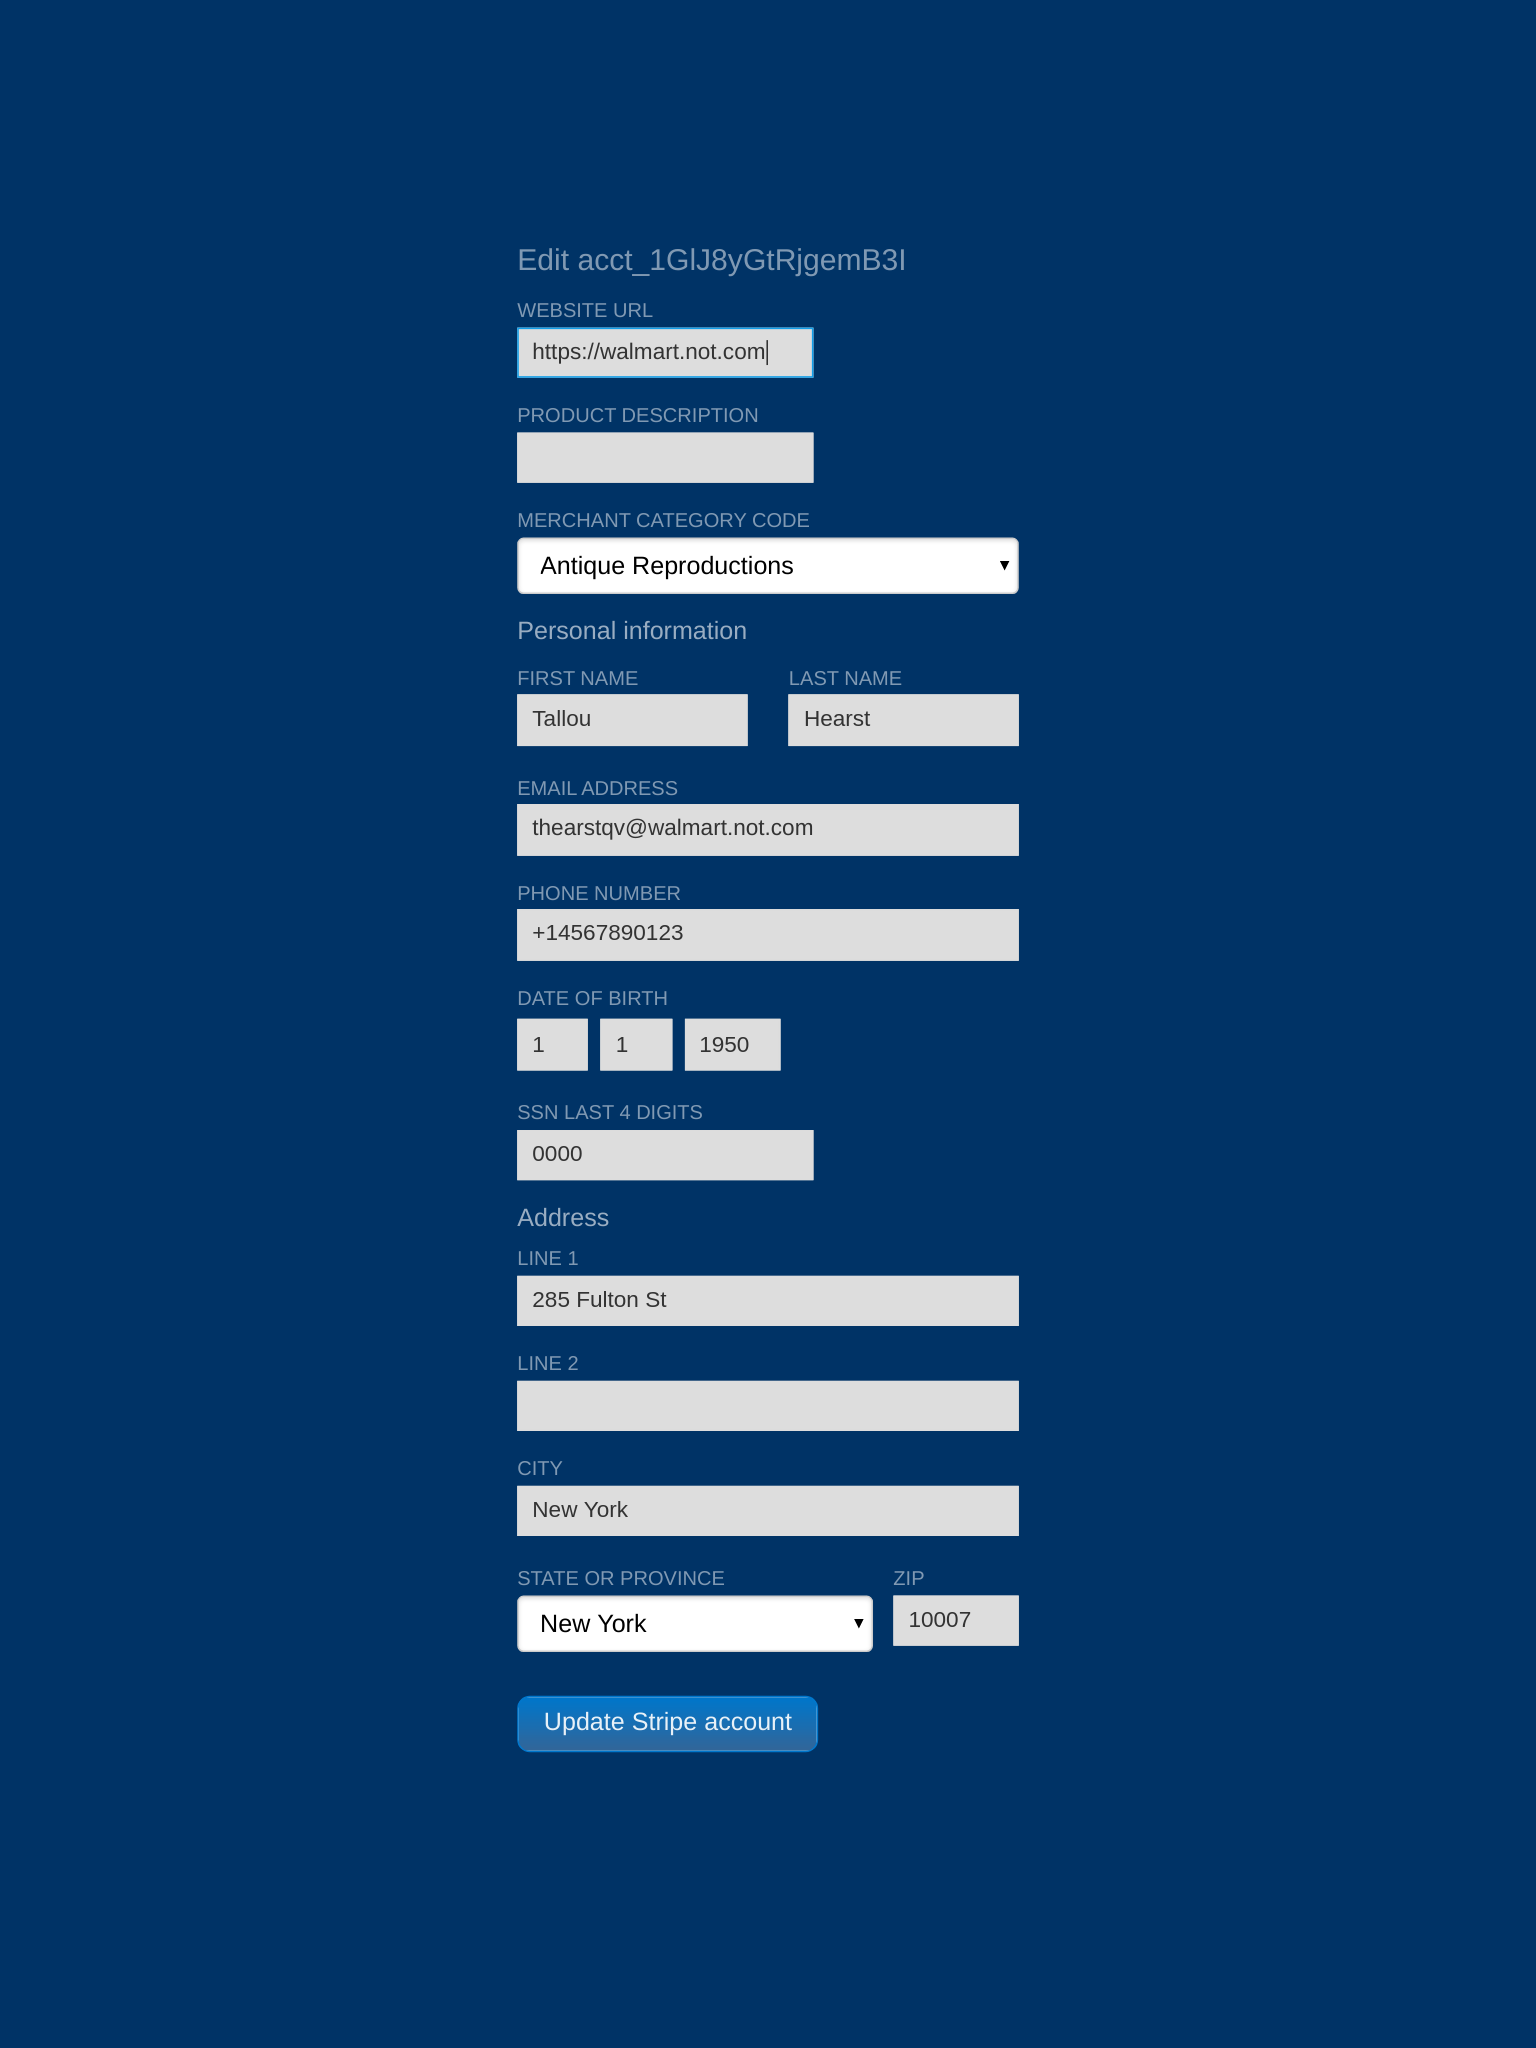 Edit acct_1GlJ8yGtRjgemB3I
WEBSITE URL
https://walmart.not.com
PRODUCT DESCRIPTION
MERCHANT CATEGORY CODE
Antique Reproductions
Personal information
FIRST NAME LAST NAME
Tallou Hearst
EMAIL ADDRESS
thearstqv@walmart.not.com
PHONE NUMBER
+14567890123
DATE OF BIRTH
1 1 1950
SSN LAST 4 DIGITS
0000
Address
LINE 1
285 Fulton St
LINE 2
CITY
New York
STATE OR PROVINCE ZIP
New York 10007
Update Stripe account